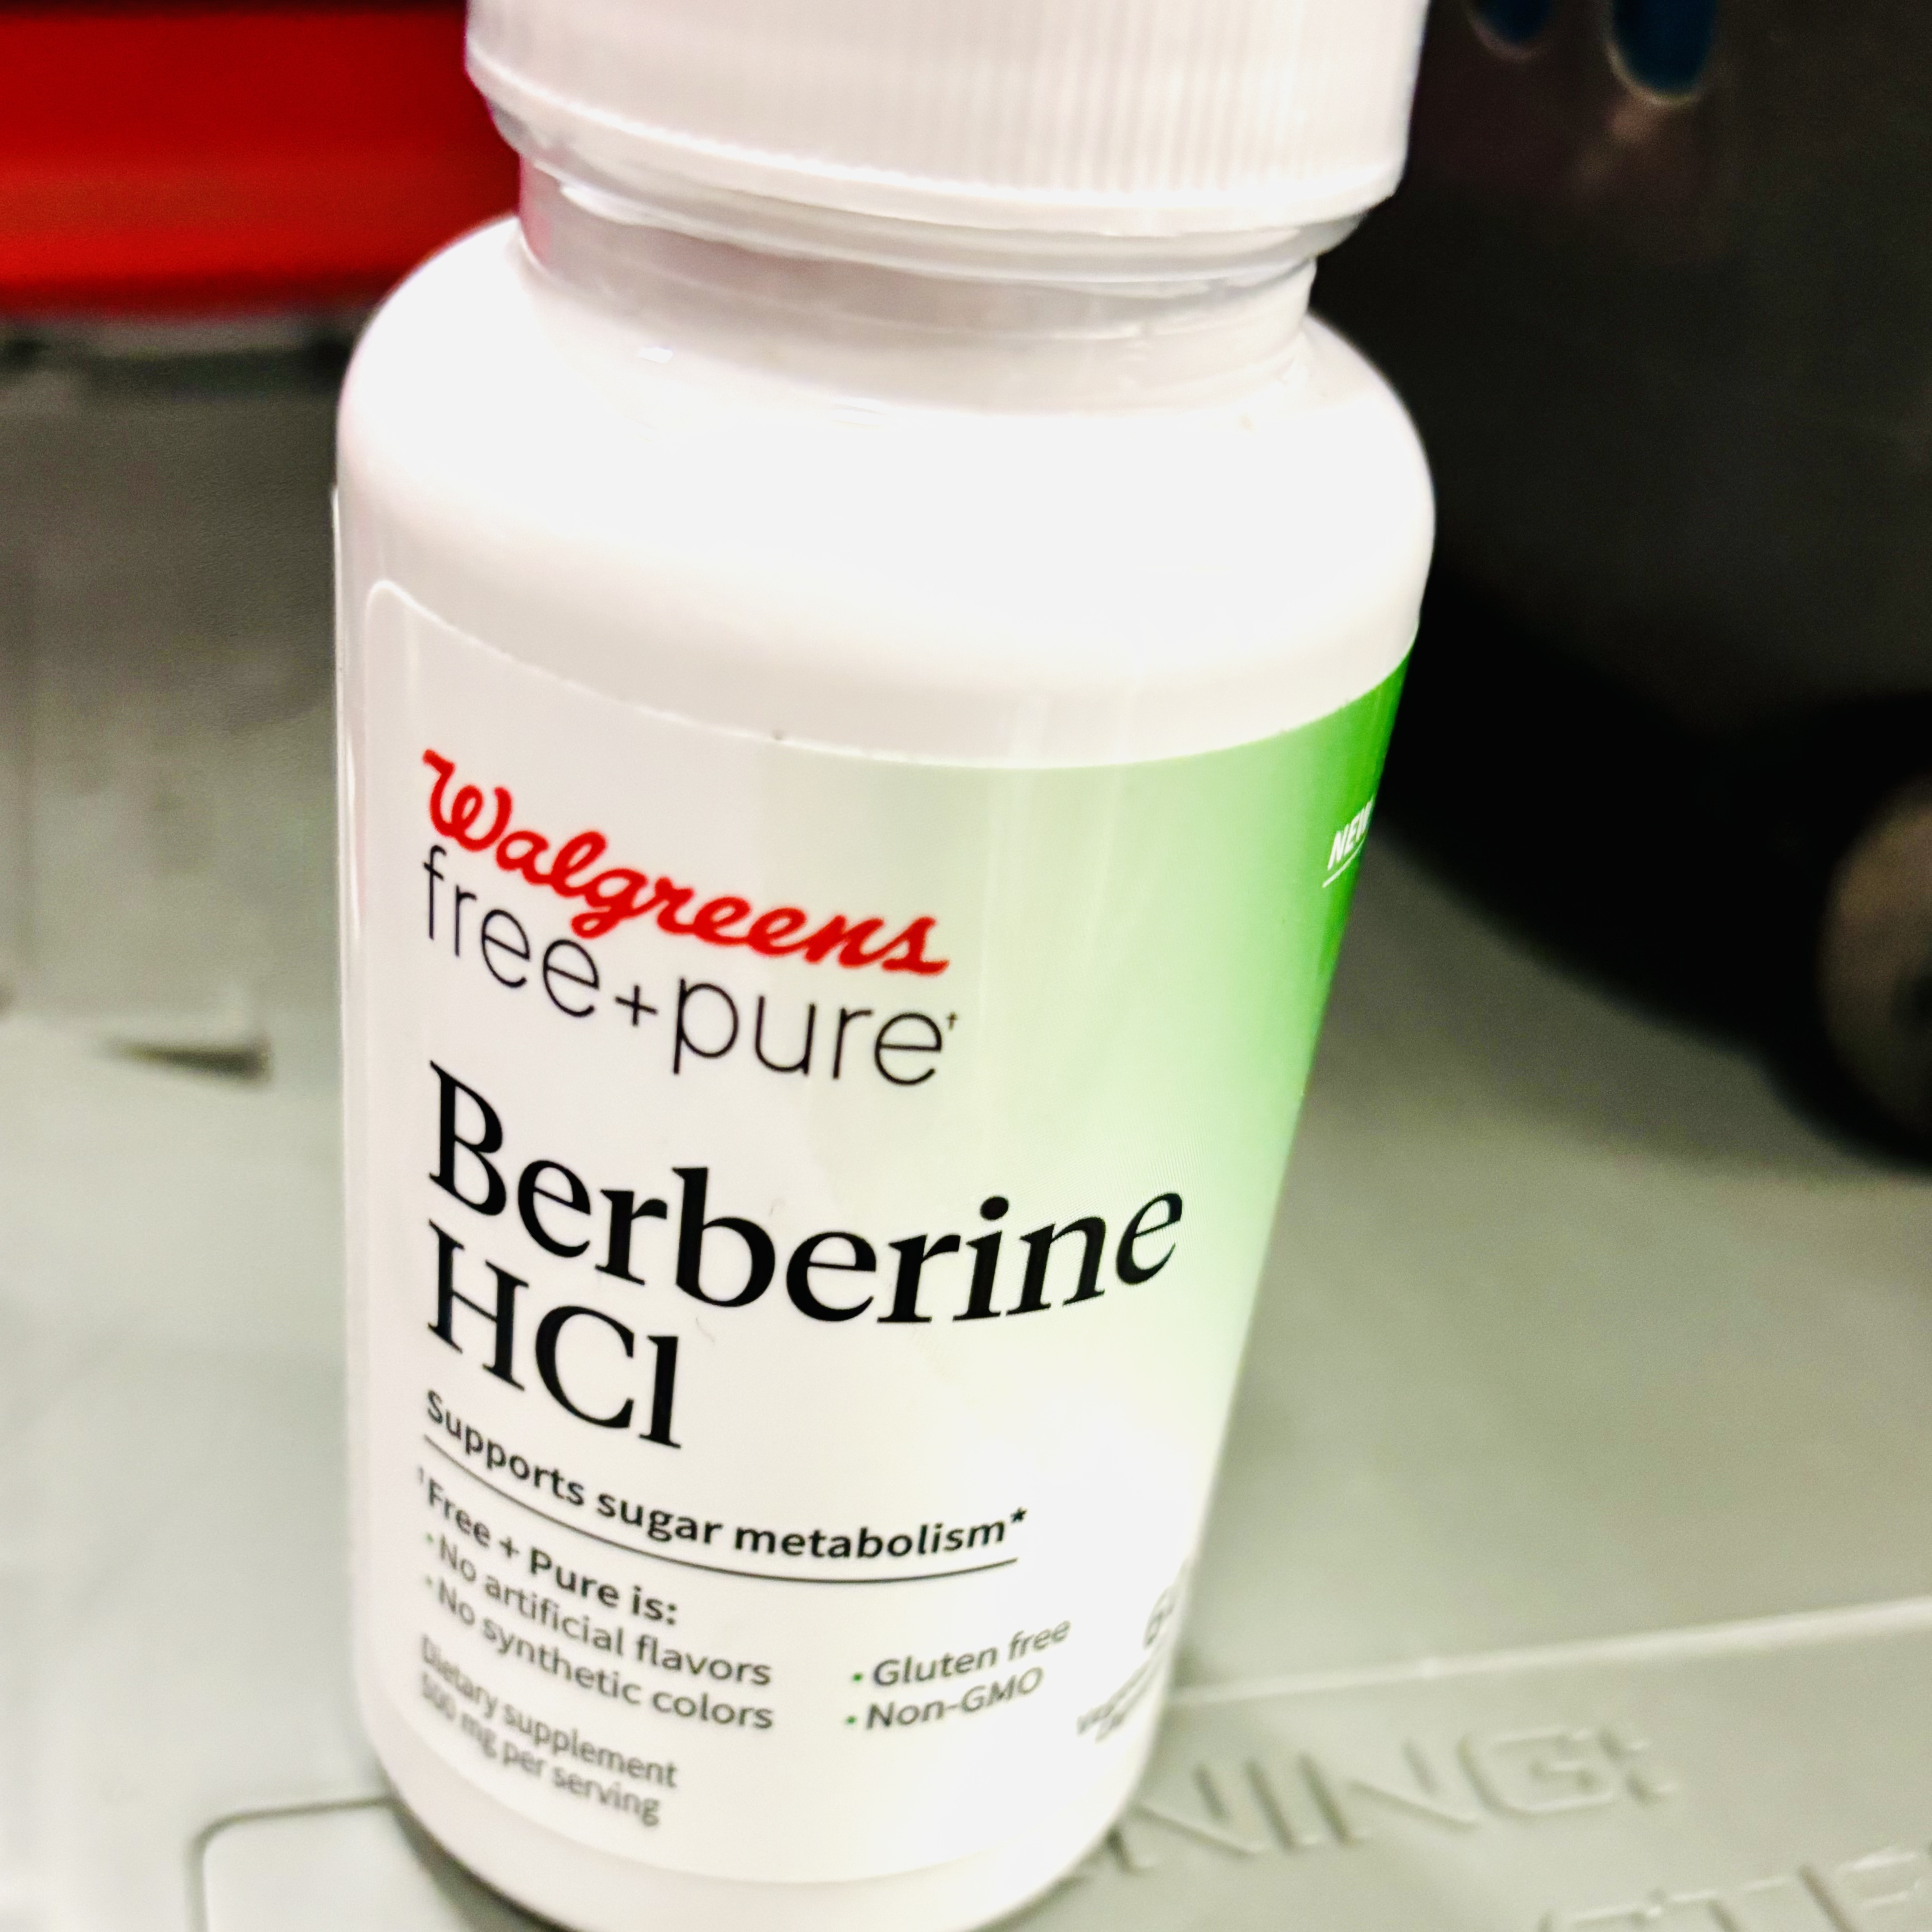 Walgreens
free+pure†
NEW
Berberine
HCl
Supports sugar metabolism*
†Free + Pure is:
• No artificial flavors
• No synthetic colors
• Gluten free
• Non-GMO
Dietary supplement
500 mg per serving